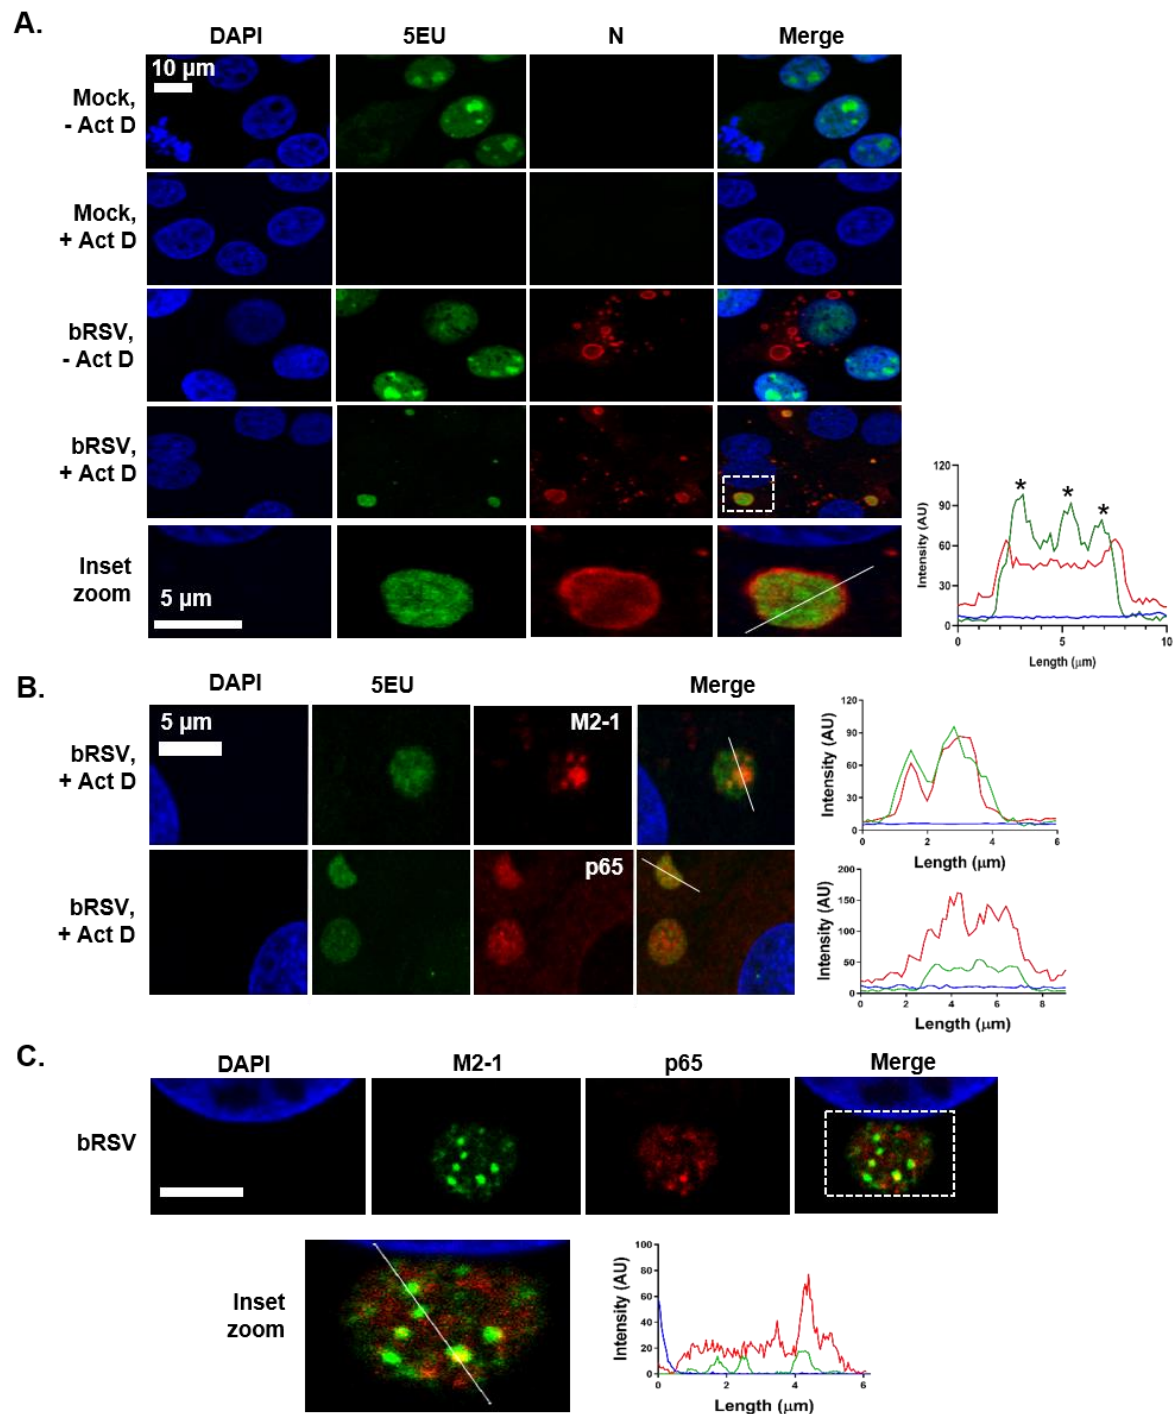 A.
DAPI 5EU N Merge
10 µm
Mock,
- Act D
Mock,
+ Act D
bRSV,
- Act D
bRSV,
+ Act D
Inset
zoom
5 µm
120
90
60
30
0
Intensity (AU)
* * *
0 5 10
Length (µm)
B.
DAPI 5EU Merge
5 µm
M2-1
bRSV,
+ Act D
120
90
60
30
0
Intensity (AU)
0 2 4 6
Length (µm)
p65
bRSV,
+ Act D
200
150
100
50
0
Intensity (AU)
0 2 4 6 8
Length (µm)
C.
DAPI M2-1 p65 Merge
bRSV
Inset
zoom
100
80
60
40
20
0
Intensity (AU)
0 2 4 6
Length (µm)